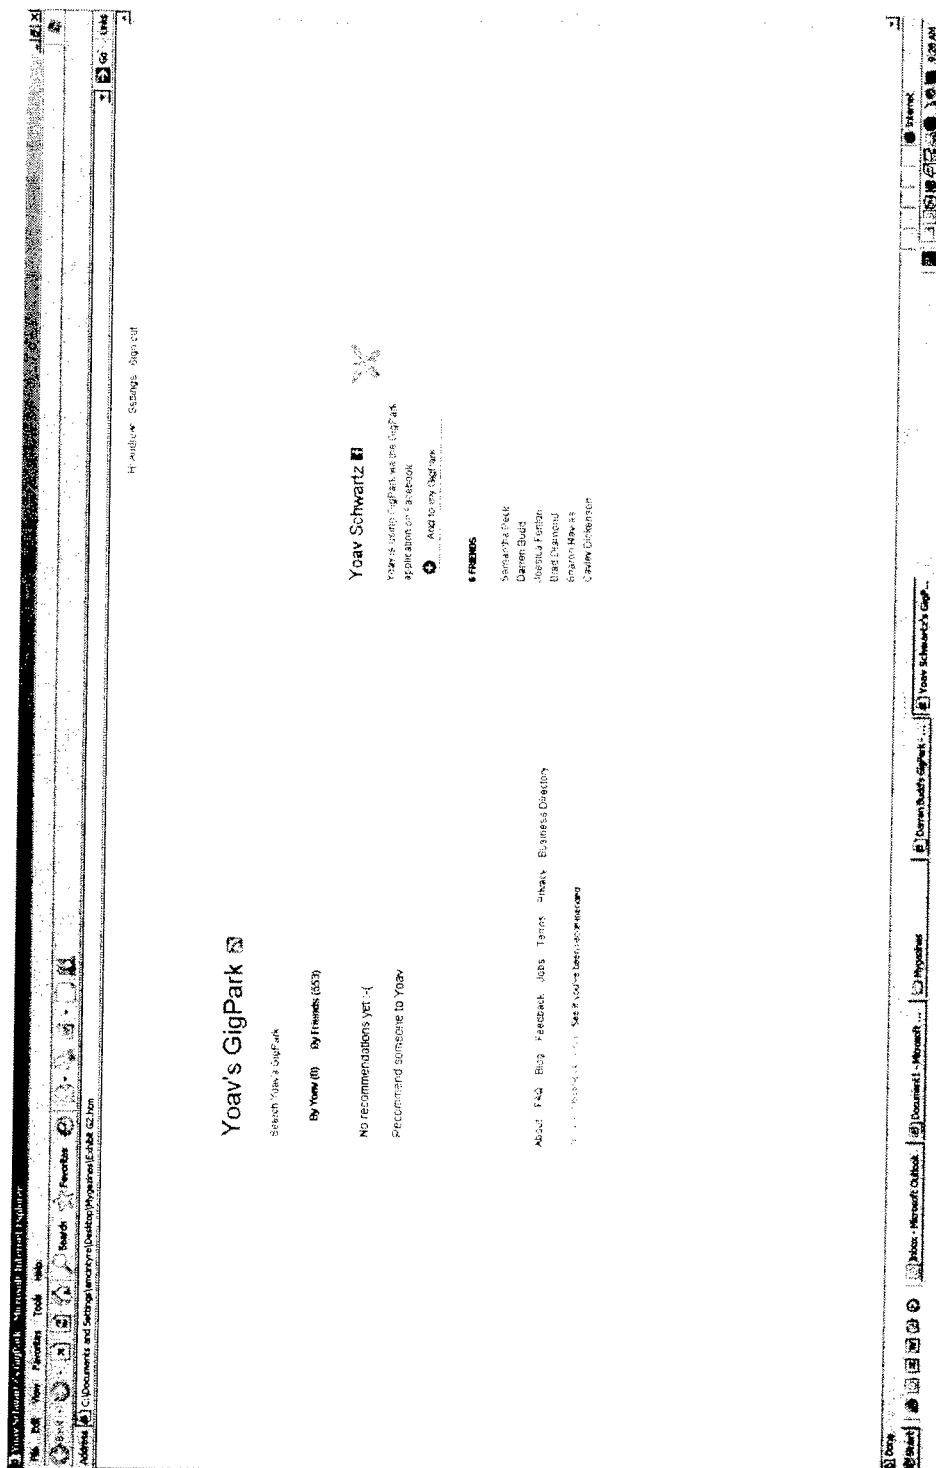 Yoav Schwartz's GigPark - Microsoft Internet Explorer
File Edit View Favorites Tools Help
Back Search Favorites
Address C:\Documents and Settings\amcintyre\Desktop\Mygazines\Exhibit G2.htm Go Links
Hi andrew Settings Sign out
Yoav's GigPark
Search Yoav's GigPark
By Yoav (0) By Friends (653)
No recommendations yet :-(
Recommend someone to Yoav
Yoav Schwartz
Yoav is using GigPark via the GigPark
application on Facebook
Add to my GigPark
6 FRIENDS
Samantha Peck
Darren Budd
Jessica Fenton
Brad Diamond
Sharon
Cawley Dickenson
About FAQ Blog Feedback Jobs Terms Privacy Business Directory
See if you've been recommended
Done Internet
Start Inbox - Microsoft Outlook Document1 - Microsoft ... Mygazines Darren Budd's GigPark - ... Yoav Schwartz's GigP... 9:28 AM